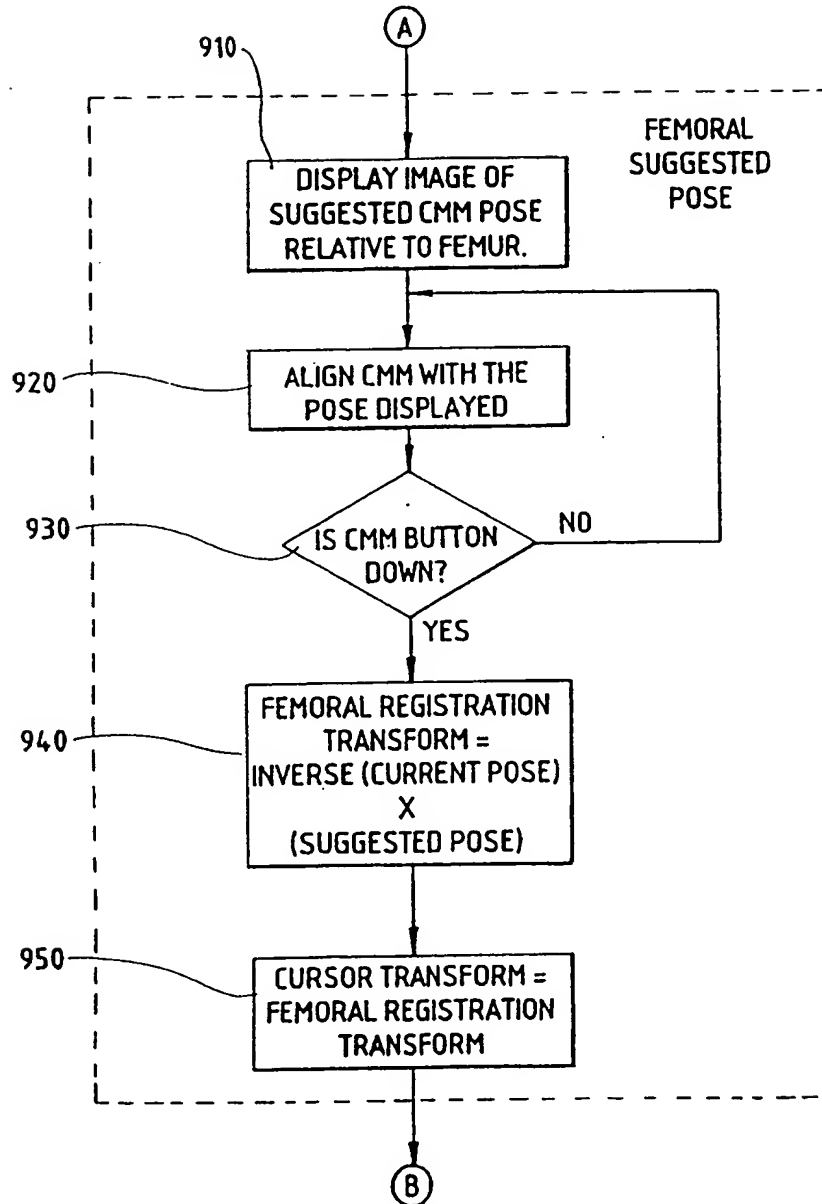 A
910
FEMORAL
SUGGESTED
POSE
DISPLAY IMAGE OF
SUGGESTED CMM POSE
RELATIVE TO FEMUR.
920
ALIGN CMM WITH THE
POSE DISPLAYED
930
IS CMM BUTTON
DOWN?
NO
YES
940
FEMORAL REGISTRATION
TRANSFORM =
INVERSE (CURRENT POSE)
X
(SUGGESTED POSE)
950
CURSOR TRANSFORM =
FEMORAL REGISTRATION
TRANSFORM
B